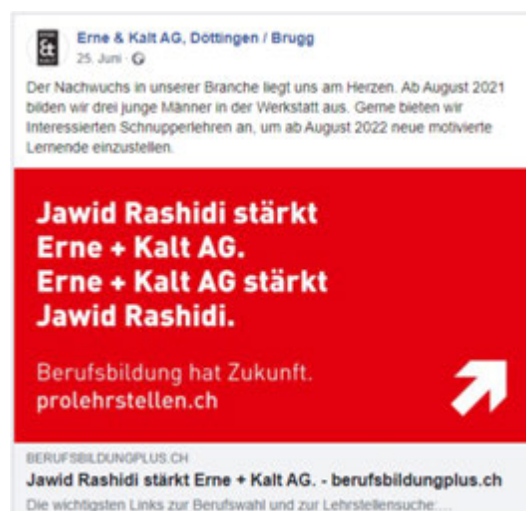 Erne & Kalt AG, Döttingen / Brugg
25. Juni ·
Der Nachwuchs in unserer Branche liegt uns am Herzen. Ab August 2021
bilden wir drei junge Männer in der Werkstatt aus. Gerne bieten wir
Interessierten Schnupperlehren an, um ab August 2022 neue motivierte
Lernende einzustellen.
Jawid Rashidi stärkt
Erne + Kalt AG.
Erne + Kalt AG stärkt
Jawid Rashidi.
Berufsbildung hat Zukunft.
prolehrstellen.ch
BERUFSBILDUNGPLUS.CH
Jawid Rashidi stärkt Erne + Kalt AG. - berufsbildungplus.ch
Die wichtigsten Links zur Berufswahl und zur Lehrstellensuche:...